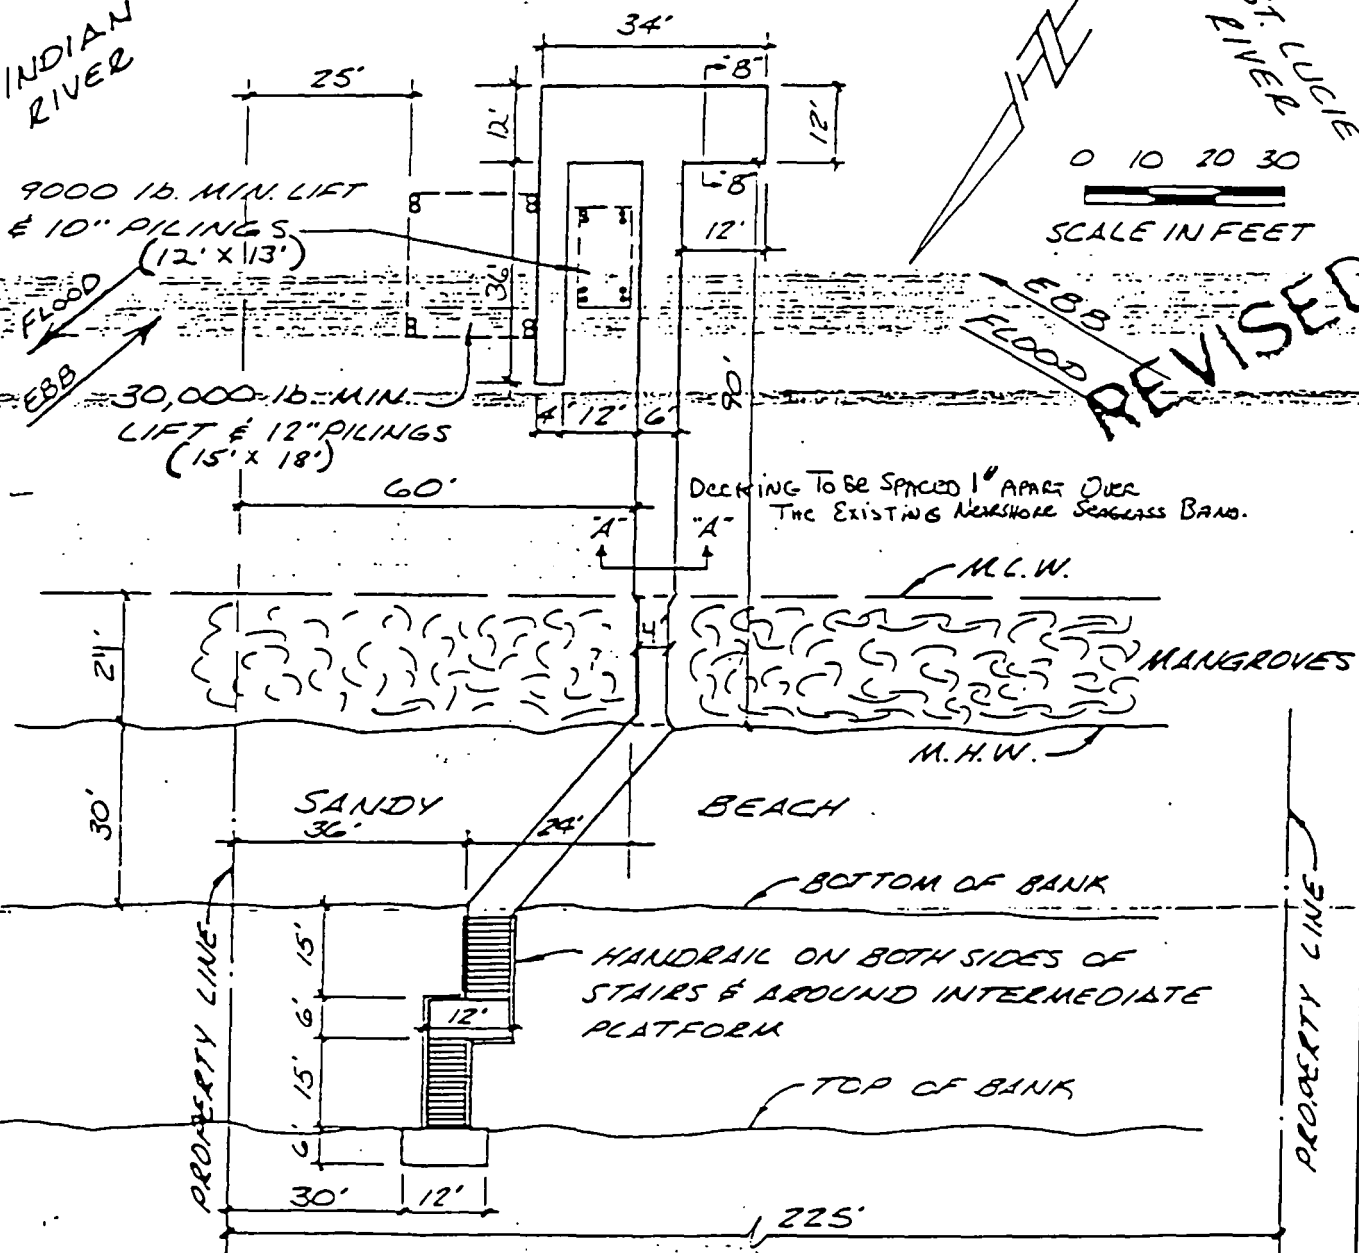 INDIAN
RIVER
34'
"B"
ST. LUCIE
RIVER
25'
12'
12'
0 10 20 30
SCALE IN FEET
"B"
9000 lb. MIN. LIFT
& 10" PILINGS
(12' X 13')
12'
36'
FLOOD
EBB
EBB
FLOOD
REVISED
30,000 lb. MIN.
LIFT & 12" PILINGS
(15' X 18')
4' 12' 6'
90'
60'
DECKING TO BE SPACED 1" APART OVER
THE EXISTING NEARSHORE SEAGRASS BAND.
"A" "A"
M.L.W.
21'
4'
MANGROVES
M.H.W.
30'
SANDY BEACH
36' 24'
BOTTOM OF BANK
PROPERTY LINE
15'
HANDRAIL ON BOTH SIDES OF
STAIRS & AROUND INTERMEDIATE
PLATFORM
6'
12'
15'
TOP OF BANK
6'
PROPERTY LINE
30' 12'
225'